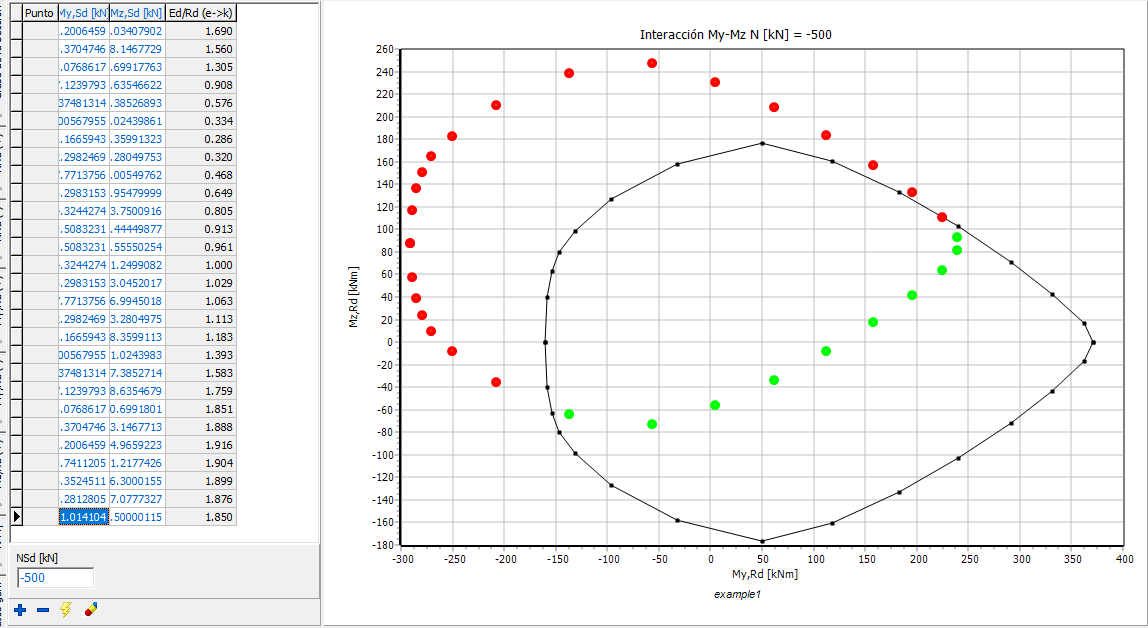 Punto My,Sd [kN Mz,Sd [kN] Ed/Rd (e->k)
.2006459 .03407902 1.690
.3704746 8.1467729 1.560
.0768617 .69917763 1.305
.1239793 .63546622 0.908
37481314 .38526893 0.576
00567955 .02439861 0.334
.1665943 .35991323 0.286
.2982469 .28049753 0.320
.7713756 .00549762 0.468
.2983153 .95479999 0.649
.3244274 3.7500916 0.805
.5083231 .44449877 0.913
.5083231 .55550254 0.961
.3244274 1.2499082 1.000
.2983153 3.0452017 1.029
.7713756 6.9945018 1.063
.2982469 3.2804975 1.113
.1665943 8.3599113 1.183
00567955 1.0243983 1.393
37481314 7.3852714 1.583
.1239793 8.6354679 1.759
.0768617 0.6991801 1.851
.3704746 3.1467713 1.888
.2006459 4.9659223 1.916
.7411205 1.2177426 1.904
.3524511 6.3000155 1.899
.2812805 7.0777327 1.876
1.014104 .50000115 1.850
NSd [kN]
-500
Interacción My-Mz N [kN] = -500
260
240
220
200
180
160
140
120
100
80
60
40
20
0
-20
-40
-60
-80
-100
-120
-140
-160
-180
Mz,Rd [kNm]
-300 -250 -200 -150 -100 -50 0 50 100 150 200 250 300 350 400
My,Rd [kNm]
example1